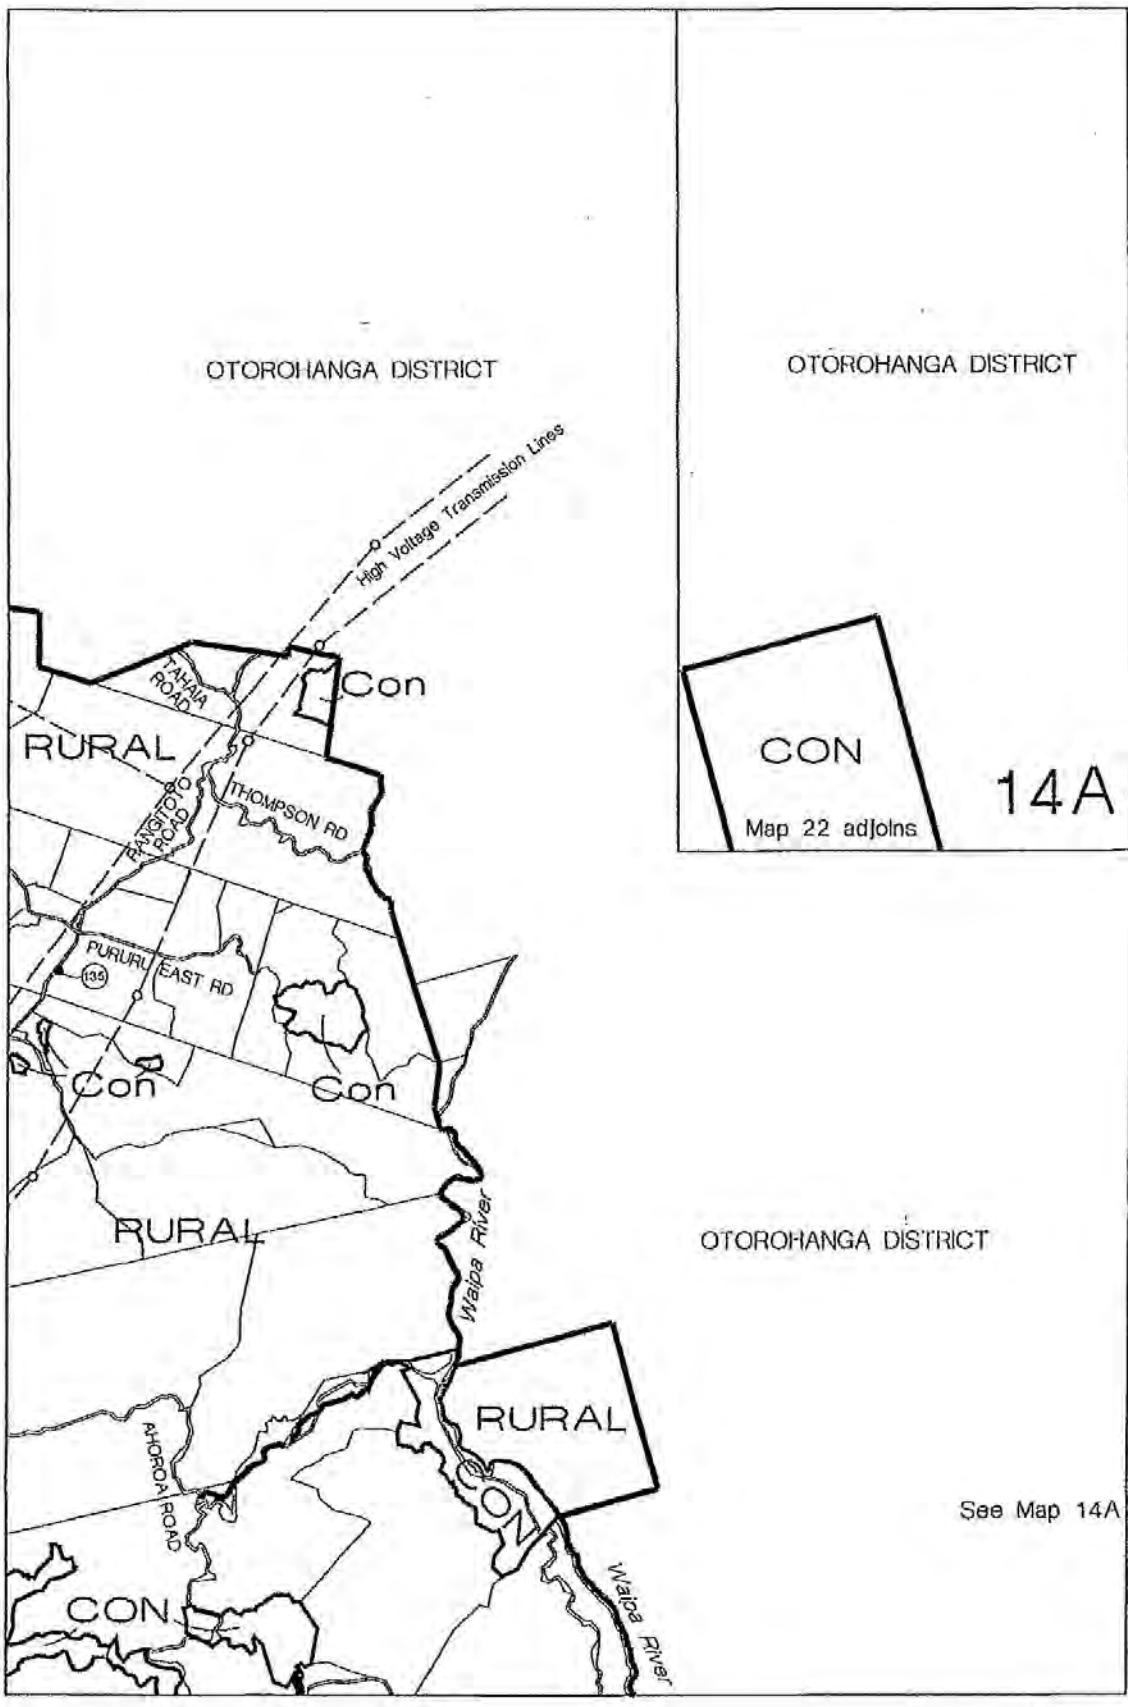 OTOROHANGA DISTRICT
OTOROHANGA DISTRICT
High Voltage Transmission Lines
TAHAIA
ROAD
Con
RURAL
CON
14A
Map 22 adjoins
RANGITOTO
ROAD
THOMPSON RD
PURURU EAST RD
135
Con
Con
RURAL
Waipa River
OTOROHANGA DISTRICT
RURAL
AHOROA ROAD
CON
See Map 14A
CON
Waipa River